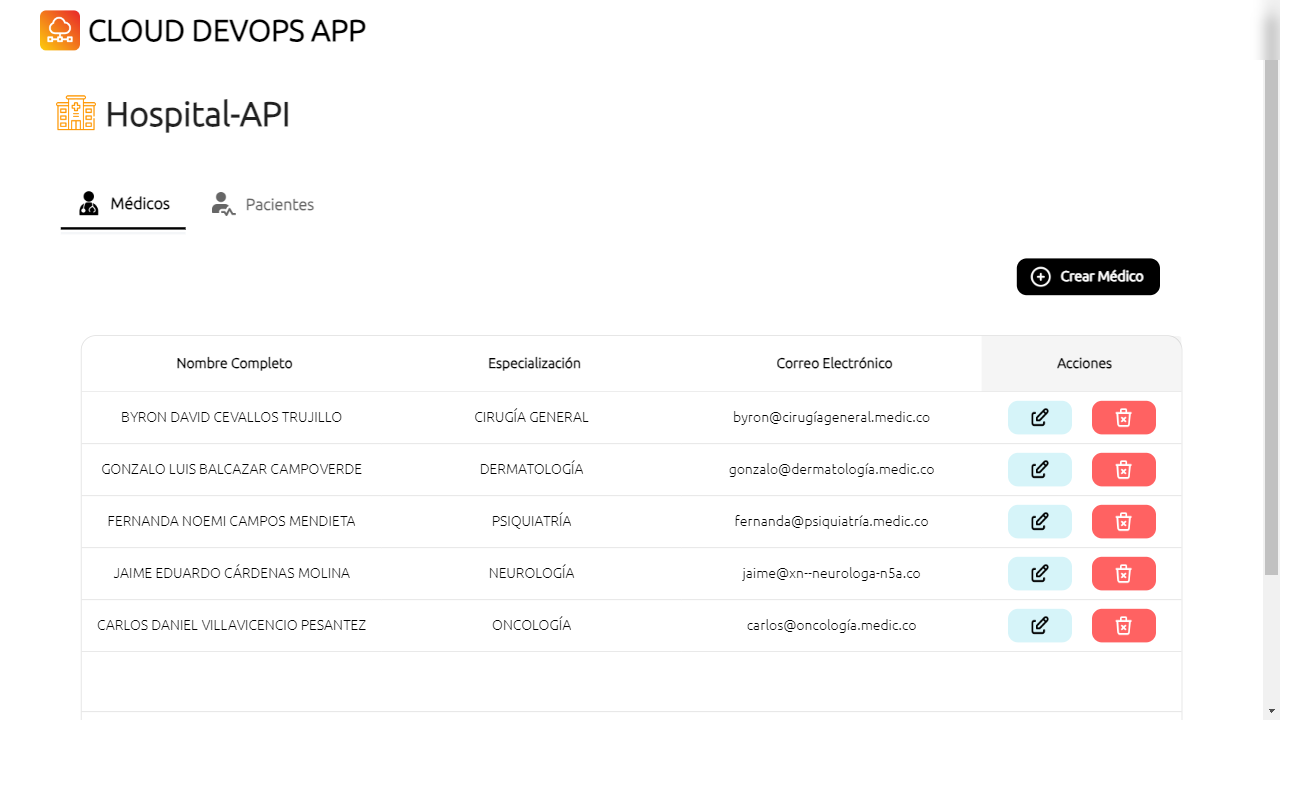 CLOUD DEVOPS APP
Hospital-API
Médicos Pacientes
Crear Médico
Nombre Completo Especialización Correo Electrónico Acciones
BYRON DAVID CEVALLOS TRUJILLO CIRUGÍA GENERAL byron@cirugíageneral.medic.co
GONZALO LUIS BALCAZAR CAMPOVERDE DERMATOLOGÍA gonzalo@dermatología.medic.co
FERNANDA NOEMI CAMPOS MENDIETA PSIQUIATRÍA fernanda@psiquiatría.medic.co
JAIME EDUARDO CÁRDENAS MOLINA NEUROLOGÍA jaime@xn--neurologa-n5a.co
CARLOS DANIEL VILLAVICENCIO PESANTEZ ONCOLOGÍA carlos@oncología.medic.co